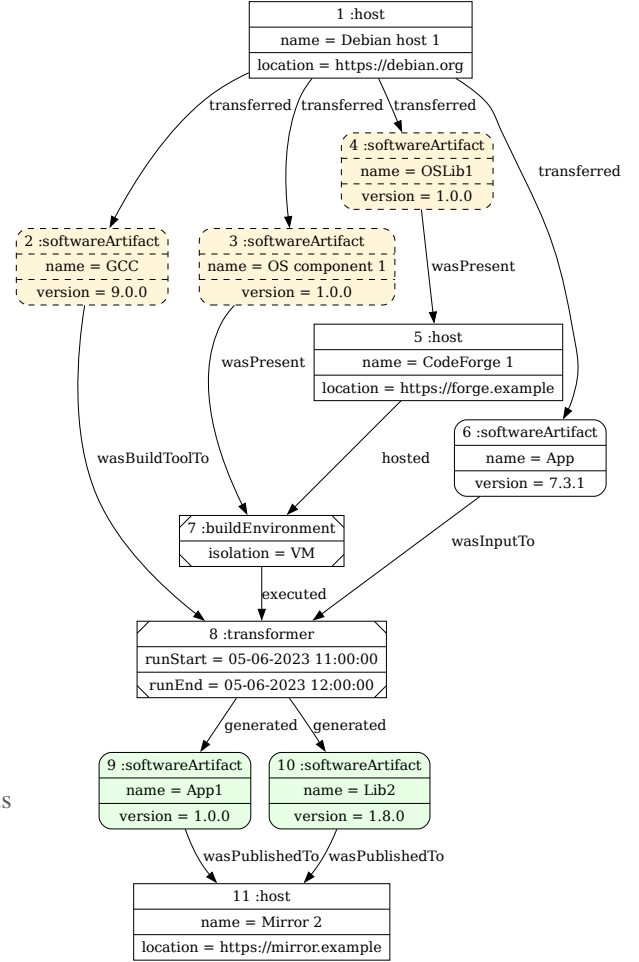 1 :host
name = Debian host 1
location = https://debian.org
transferred
transferred
transferred
transferred
4 :softwareArtifact
name = OSLib1
version = 1.0.0
2 :softwareArtifact
name = GCC
version = 9.0.0
3 :softwareArtifact
name = OS component 1
version = 1.0.0
wasPresent
5 :host
name = CodeForge 1
location = https://forge.example
wasPresent
6 :softwareArtifact
name = App
version = 7.3.1
wasBuildToolTo
hosted
7 :buildEnvironment
isolation = VM
wasInputTo
executed
8 :transformer
runStart = 05-06-2023 11:00:00
runEnd = 05-06-2023 12:00:00
generated
generated
9 :softwareArtifact
name = App1
version = 1.0.0
10 :softwareArtifact
name = Lib2
version = 1.8.0
wasPublishedTo
wasPublishedTo
11 :host
name = Mirror 2
location = https://mirror.example